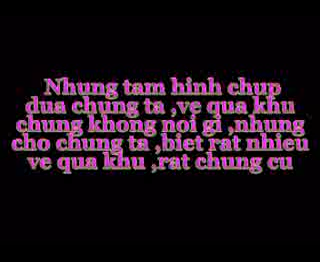 Nhung tam hinh chup
dua chung ta ,ve qua khu
chung khong noi gi ,nhung
cho chung ta ,biet rat nhieu
ve qua khu ,rat chung cu